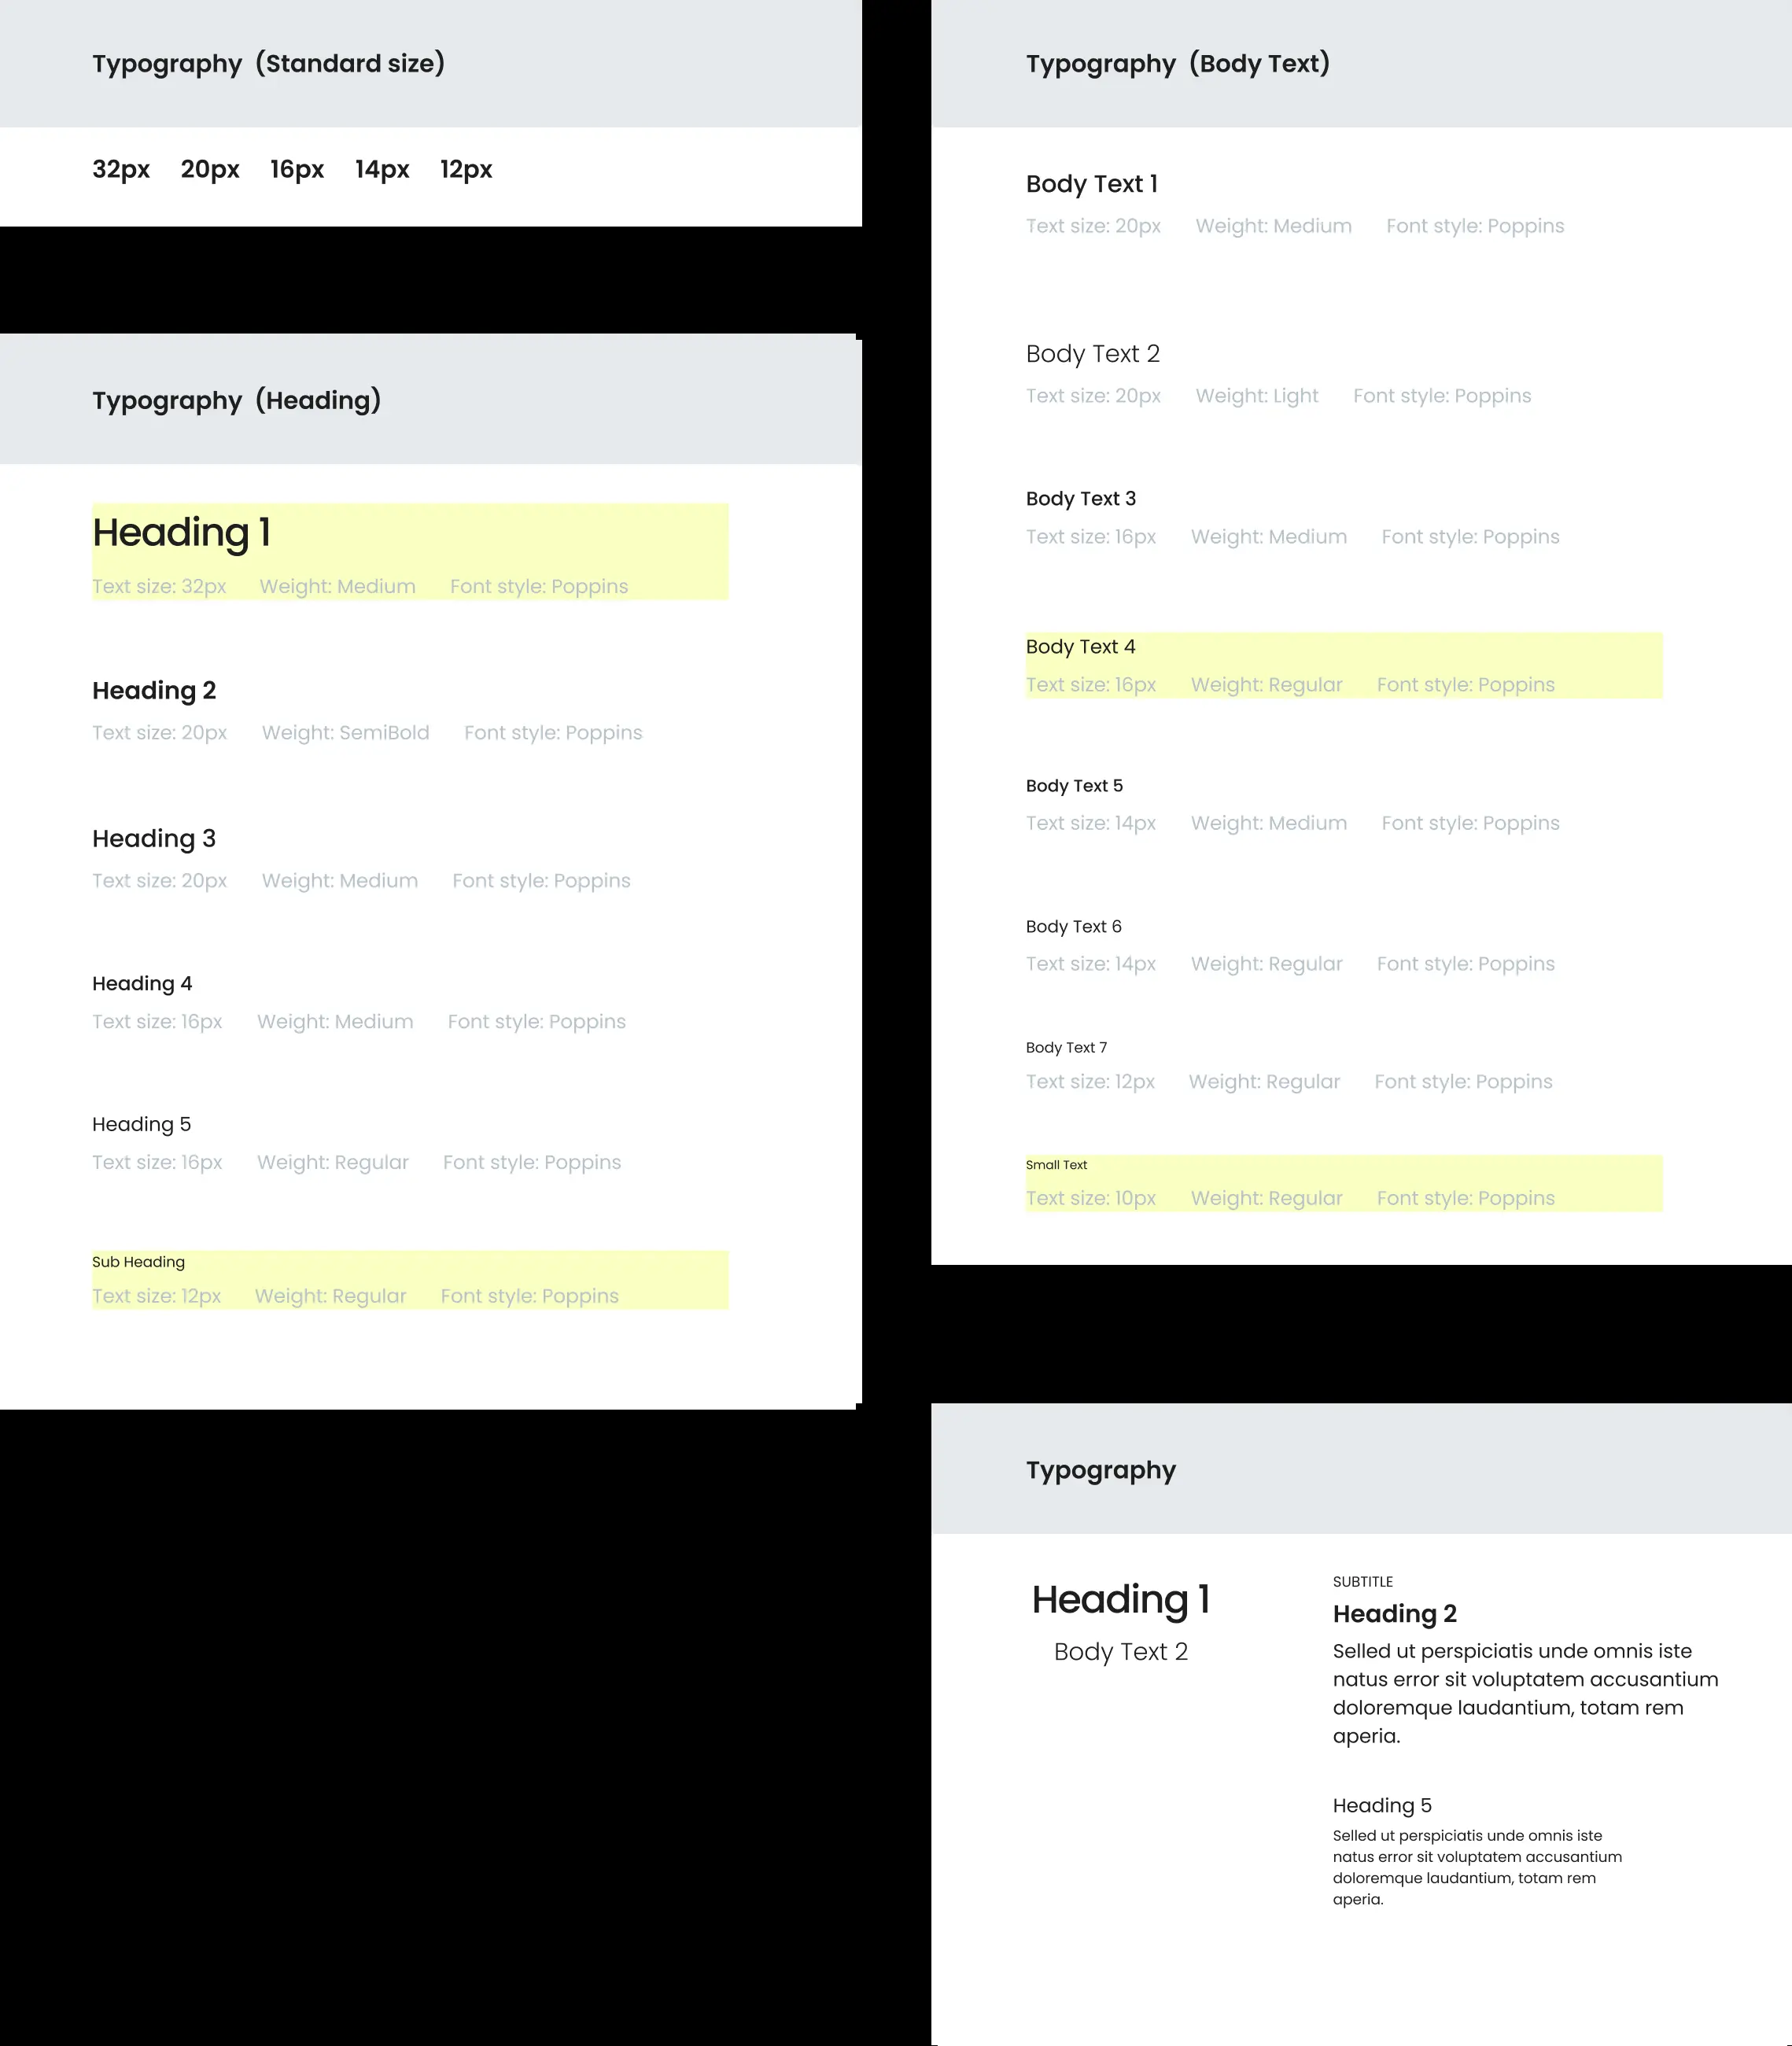 Typography (Standard size)
32px 20px 16px 14px 12px
Typography (Heading)
Heading 1
Text size: 32px Weight: Medium Font style: Poppins
Heading 2
Text size: 20px Weight: SemiBold Font style: Poppins
Heading 3
Text size: 20px Weight: Medium Font style: Poppins
Heading 4
Text size: 16px Weight: Medium Font style: Poppins
Heading 5
Text size: 16px Weight: Regular Font style: Poppins
Sub Heading
Text size: 12px Weight: Regular Font style: Poppins
Typography (Body Text)
Body Text 1
Text size: 20px Weight: Medium Font style: Poppins
Body Text 2
Text size: 20px Weight: Light Font style: Poppins
Body Text 3
Text size: 16px Weight: Medium Font style: Poppins
Body Text 4
Text size: 16px Weight: Regular Font style: Poppins
Body Text 5
Text size: 14px Weight: Medium Font style: Poppins
Body Text 6
Text size: 14px Weight: Regular Font style: Poppins
Body Text 7
Text size: 12px Weight: Regular Font style: Poppins
Small Text
Text size: 10px Weight: Regular Font style: Poppins
Typography
Heading 1
Body Text 2
SUBTITLE
Heading 2
Selled ut perspiciatis unde omnis iste
natus error sit voluptatem accusantium
doloremque laudantium, totam rem
aperia.
Heading 5
Selled ut perspiciatis unde omnis iste
natus error sit voluptatem accusantium
doloremque laudantium, totam rem
aperia.